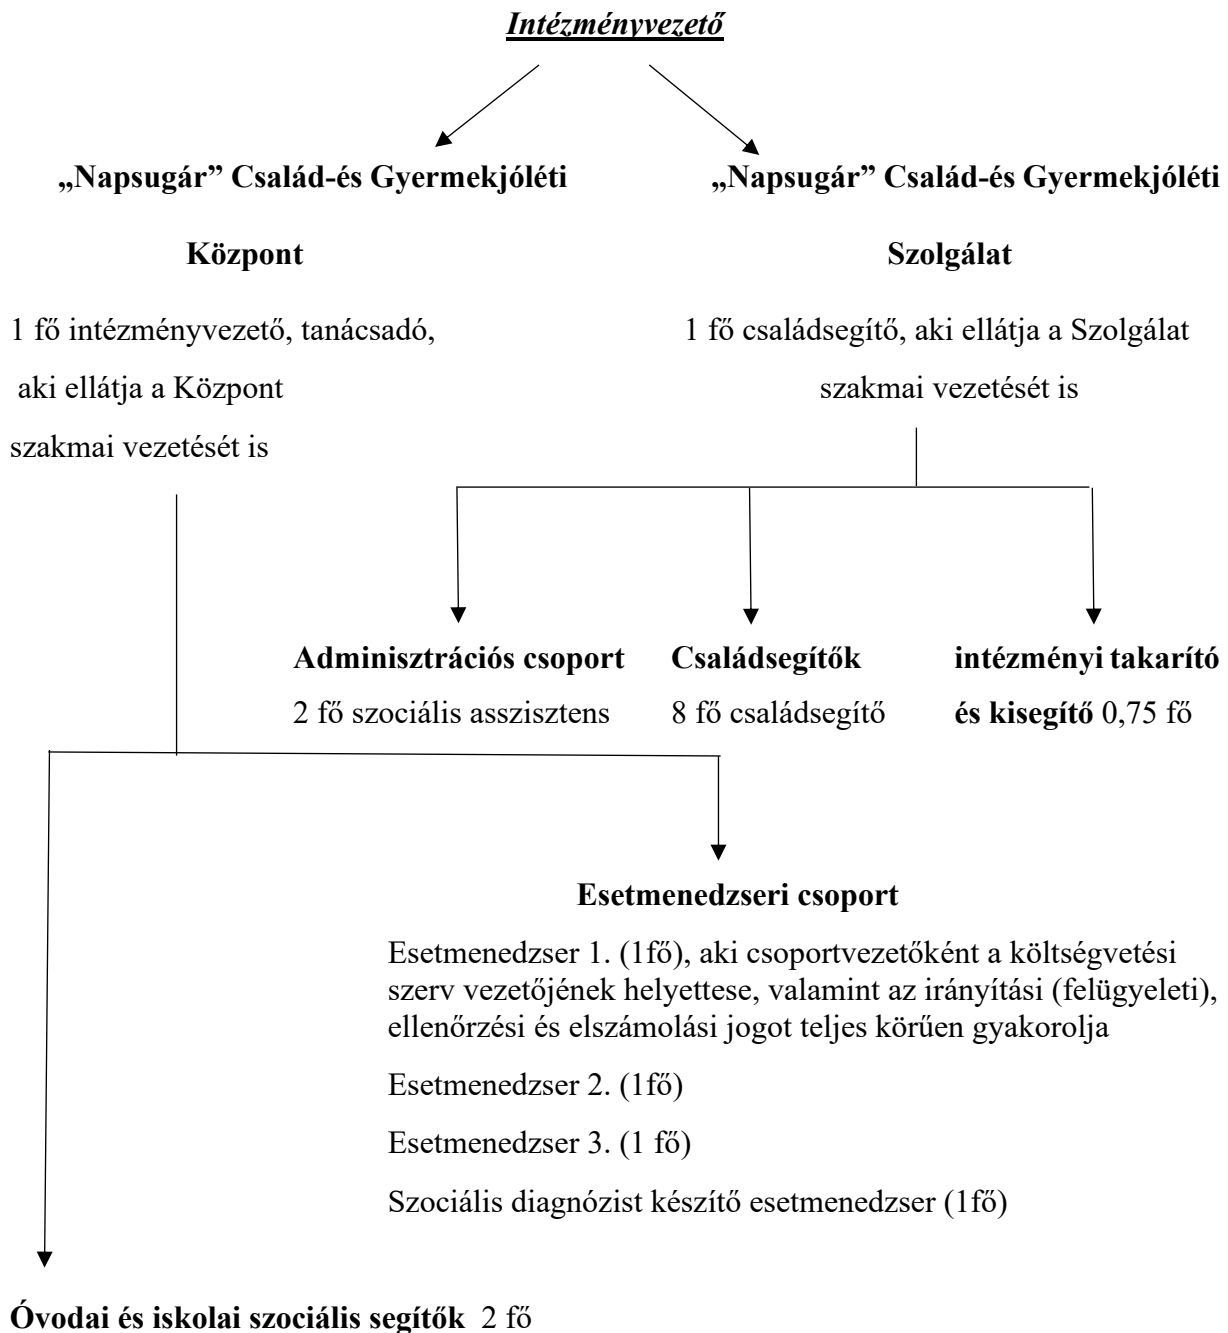 Intézményvezető
„Napsugár” Család-és Gyermekjóléti
Központ
1 fő intézményvezető, tanácsadó,
aki ellátja a Központ
szakmai vezetését is
„Napsugár” Család-és Gyermekjóléti
Szolgálat
1 fő családsegítő, aki ellátja a Szolgálat
szakmai vezetését is
Adminisztrációs csoport
2 fő szociális asszisztens
Családsegítők
8 fő családsegítő
intézményi takarító
és kisegítő 0,75 fő
Esetmenedzseri csoport
Esetmenedzser 1. (1fő), aki csoportvezetőként a költségvetési
szerv vezetőjének helyettese, valamint az irányítási (felügyeleti),
ellenőrzési és elszámolási jogot teljes körűen gyakorolja
Esetmenedzser 2. (1fő)
Esetmenedzser 3. (1 fő)
Szociális diagnózist készítő esetmenedzser (1fő)
Óvodai és iskolai szociális segítők 2 fő